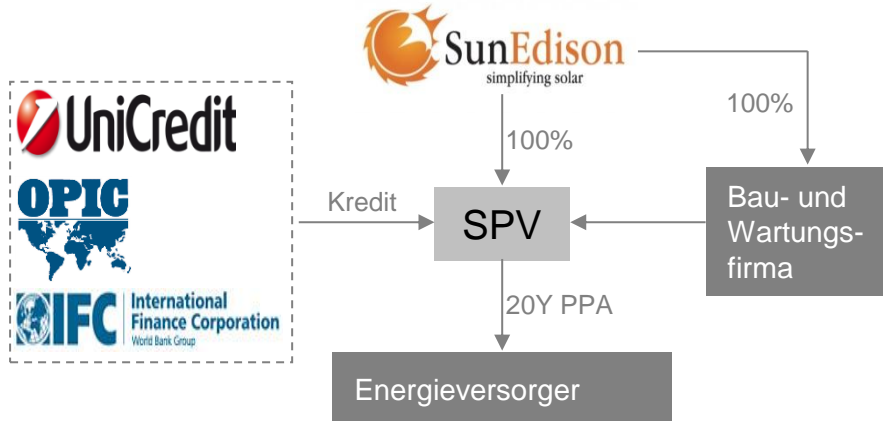 SunEdison
simplifying solar
UniCredit
100%
100%
OPIC
Kredit
SPV
Bau- und
Wartungs-
firma
IFC
International
Finance Corporation
World Bank Group
20Y PPA
Energieversorger